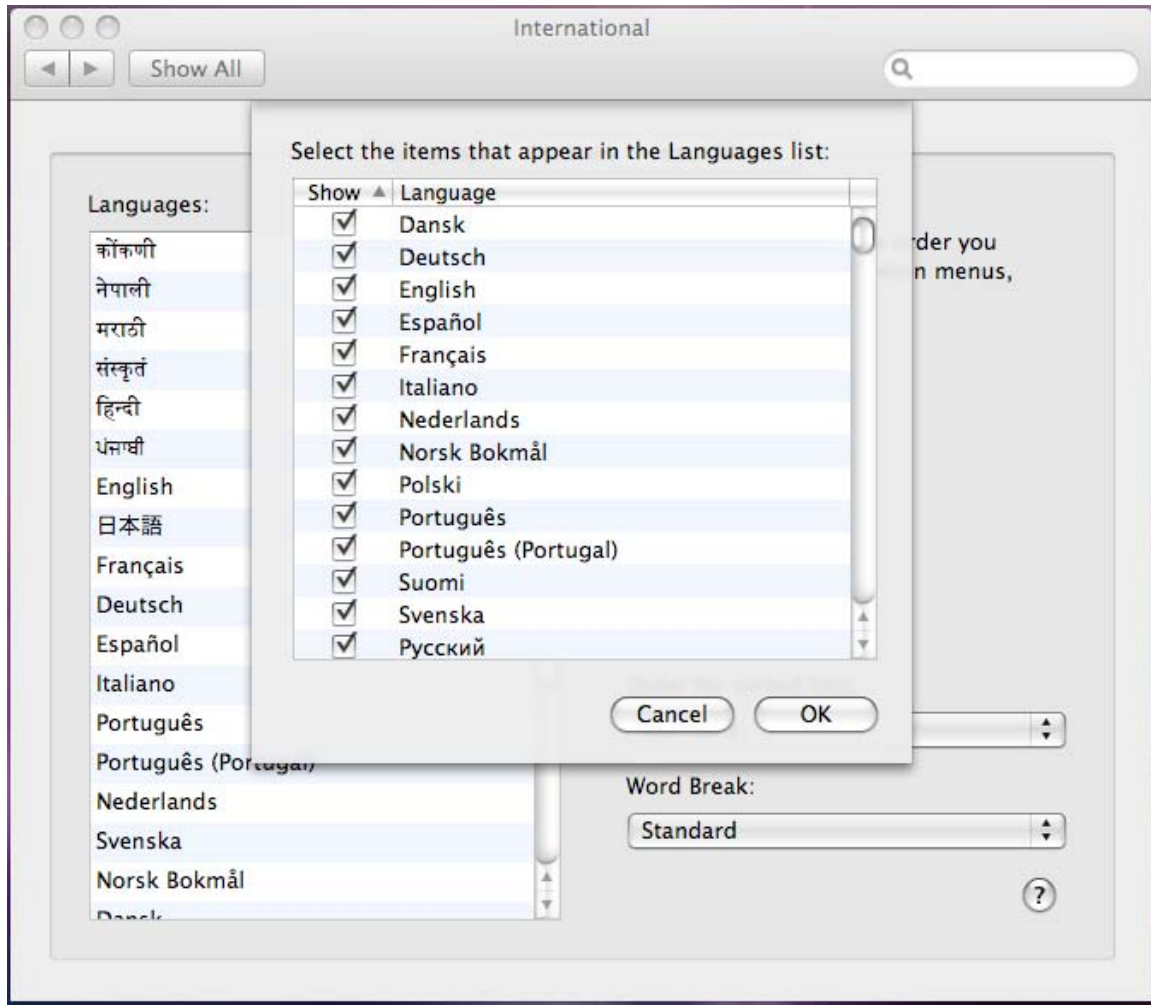 International
Show All
Select the items that appear in the Languages list:
Show Language
Dansk
Deutsch
English
Español
Français
Italiano
Nederlands
Norsk Bokmål
Polski
Português
Português (Portugal)
Suomi
Svenska
Русский
Cancel OK
Languages:
कोंकणी
नेपाली
मराठी
संस्कृतं
हिन्दी
ਪੰਜਾਬੀ
English
日本語
Français
Deutsch
Español
Italiano
Português
Português (Portugal)
Nederlands
Svenska
Norsk Bokmål
Dansk
you
n menus,
Word Break:
Standard
?